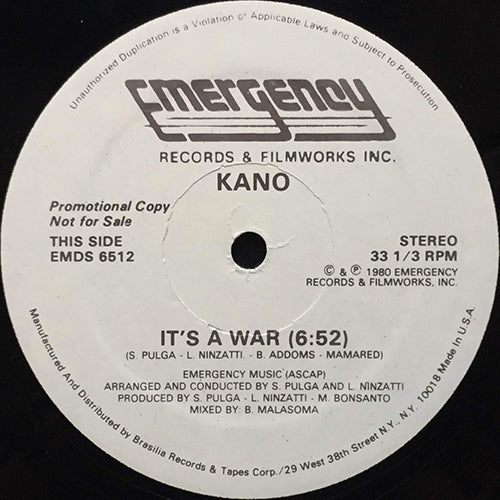 Unauthorized Duplication is a Violation of Applicable Laws and Subject to Prosecution
Emergency
RECORDS & FILMWORKS INC.
KANO
Promotional Copy
Not for Sale
THIS SIDE
EMDS 6512
STEREO
33 1/3 RPM
© & ℗ 1980 EMERGENCY
RECORDS & FILMWORKS, INC.
IT'S A WAR (6:52)
(S. PULGA - L. NINZATTI. - B. ADDOMS - MAMARED)
EMERGENCY MUSIC (ASCAP)
ARRANGED AND CONDUCTED BY S. PULGA AND L. NINZATTI
PRODUCED BY S. PULGA - L. NINZATTI - M. BONSANTO
MIXED BY: B. MALASOMA
Manufactured And Distributed by Brasilia Records & Tapes Corp./29 West 38th Street N.Y., N.Y. 10018 Made In U.S.A.